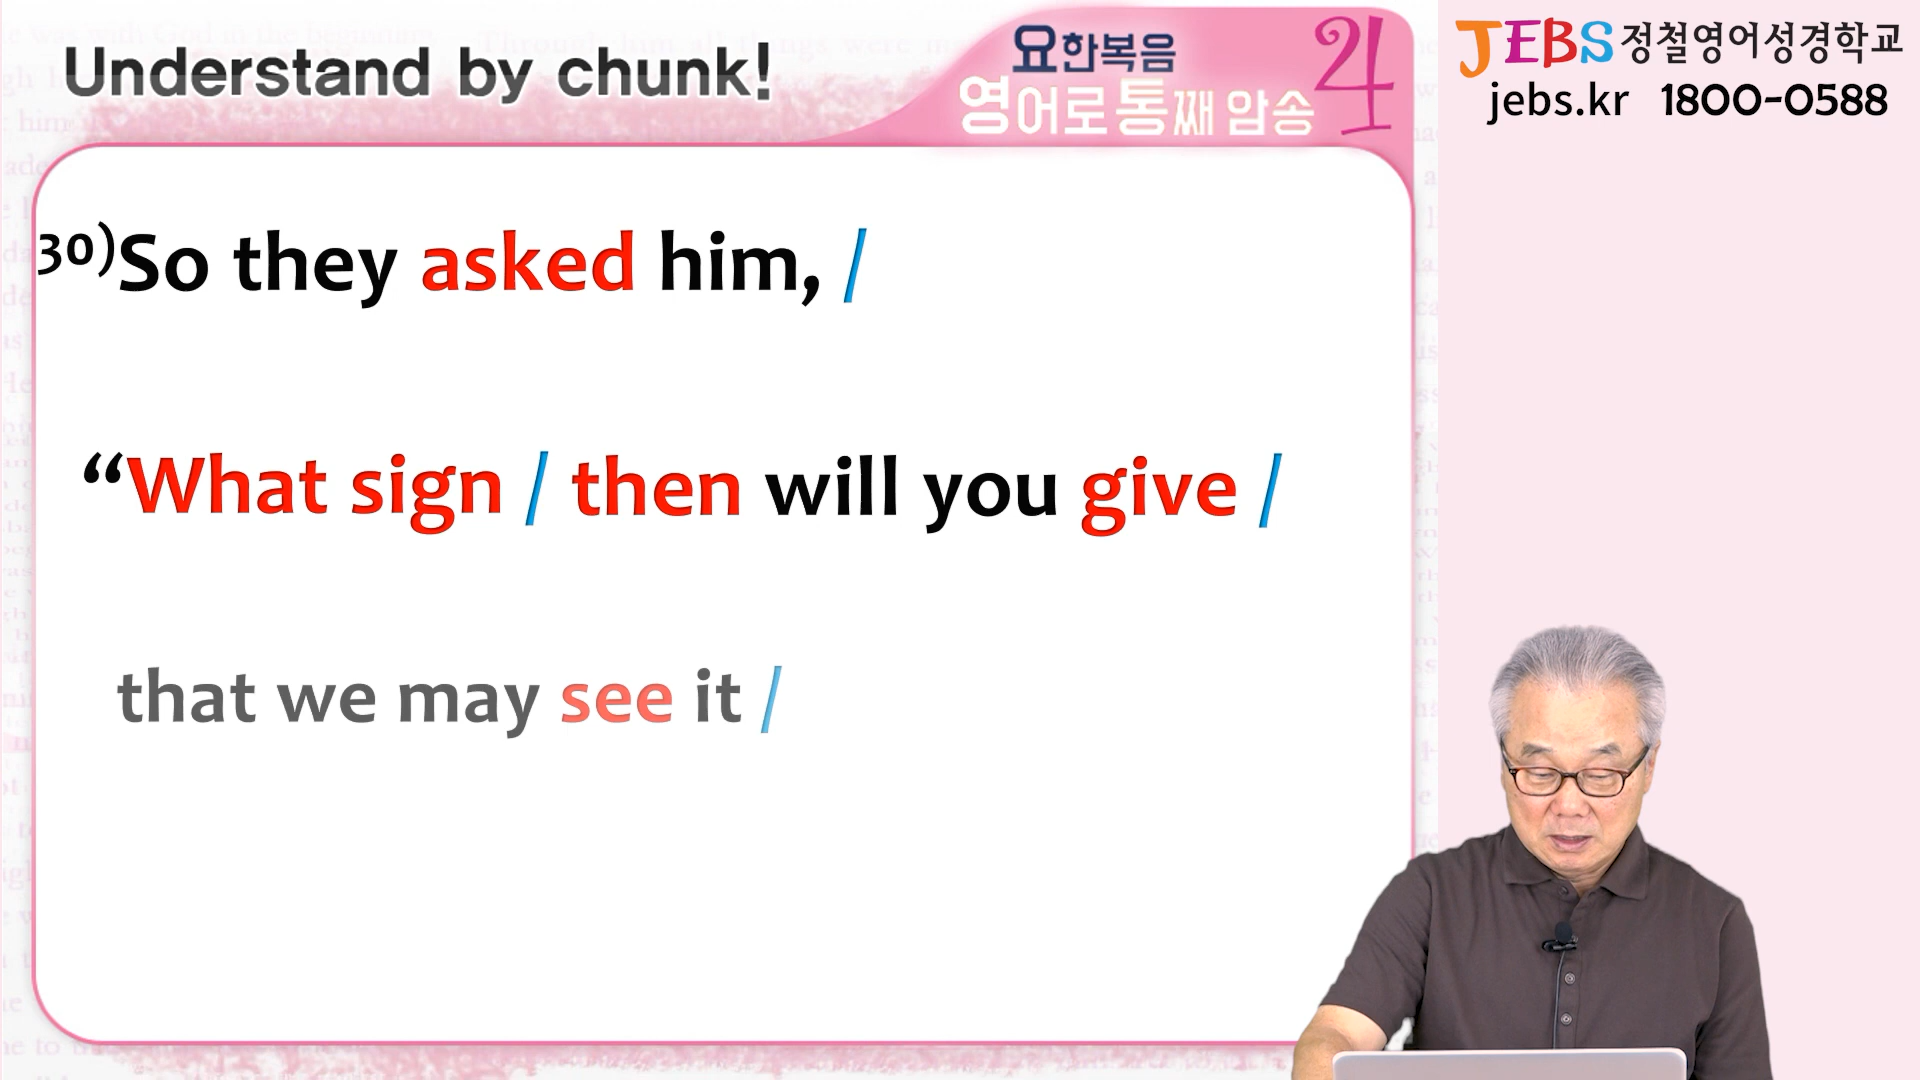 Understand by chunk!
요한복음
영어로 통째 암송 4
JEBS 정철영어성경학교
jebs.kr 1800-0588
30)So they asked him, /
“What sign / then will you give /
that we may see it /